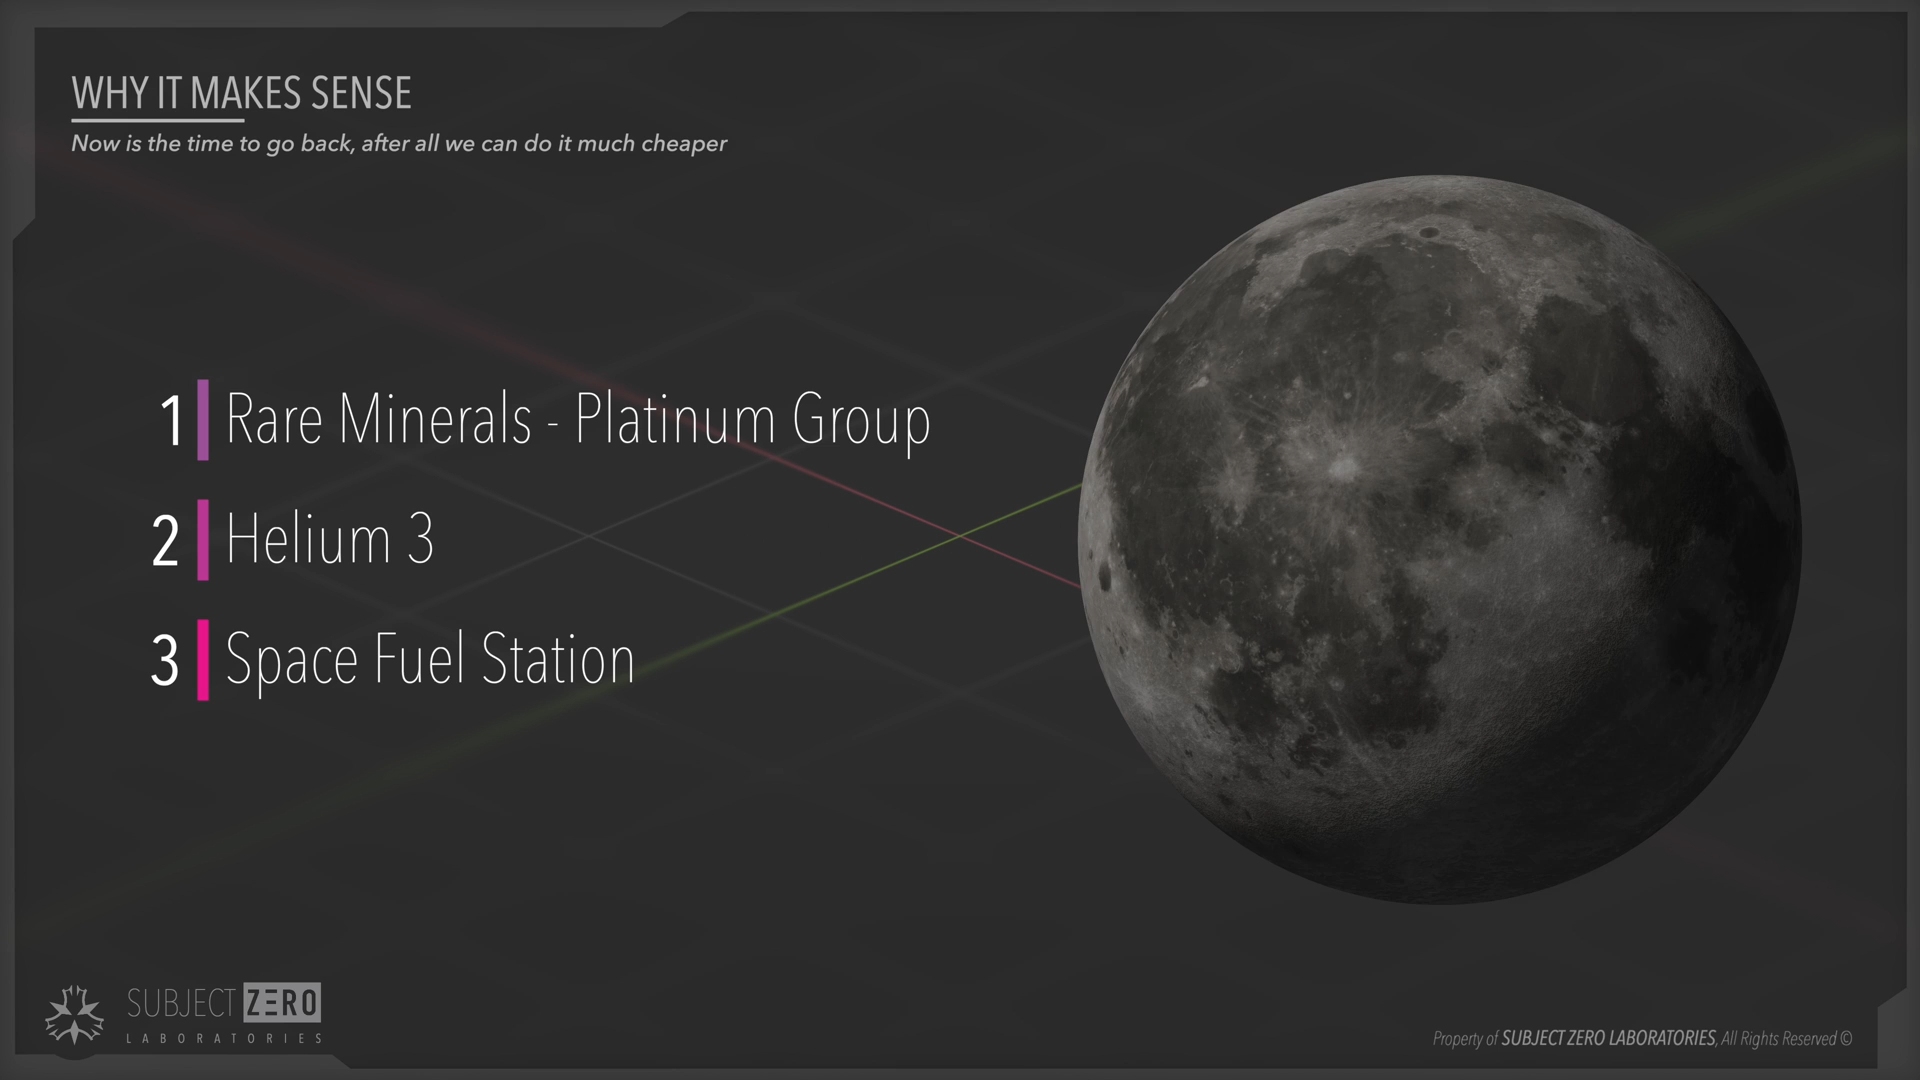 WHY IT MAKES SENSE
Now is the time to go back, after all we can do it much cheaper
1 Rare Minerals - Platinum Group
2 Helium 3
3 Space Fuel Station
SUBJECT ZERO
LABORATORIES
Property of SUBJECT ZERO LABORATORIES, All Rights Reserved ©